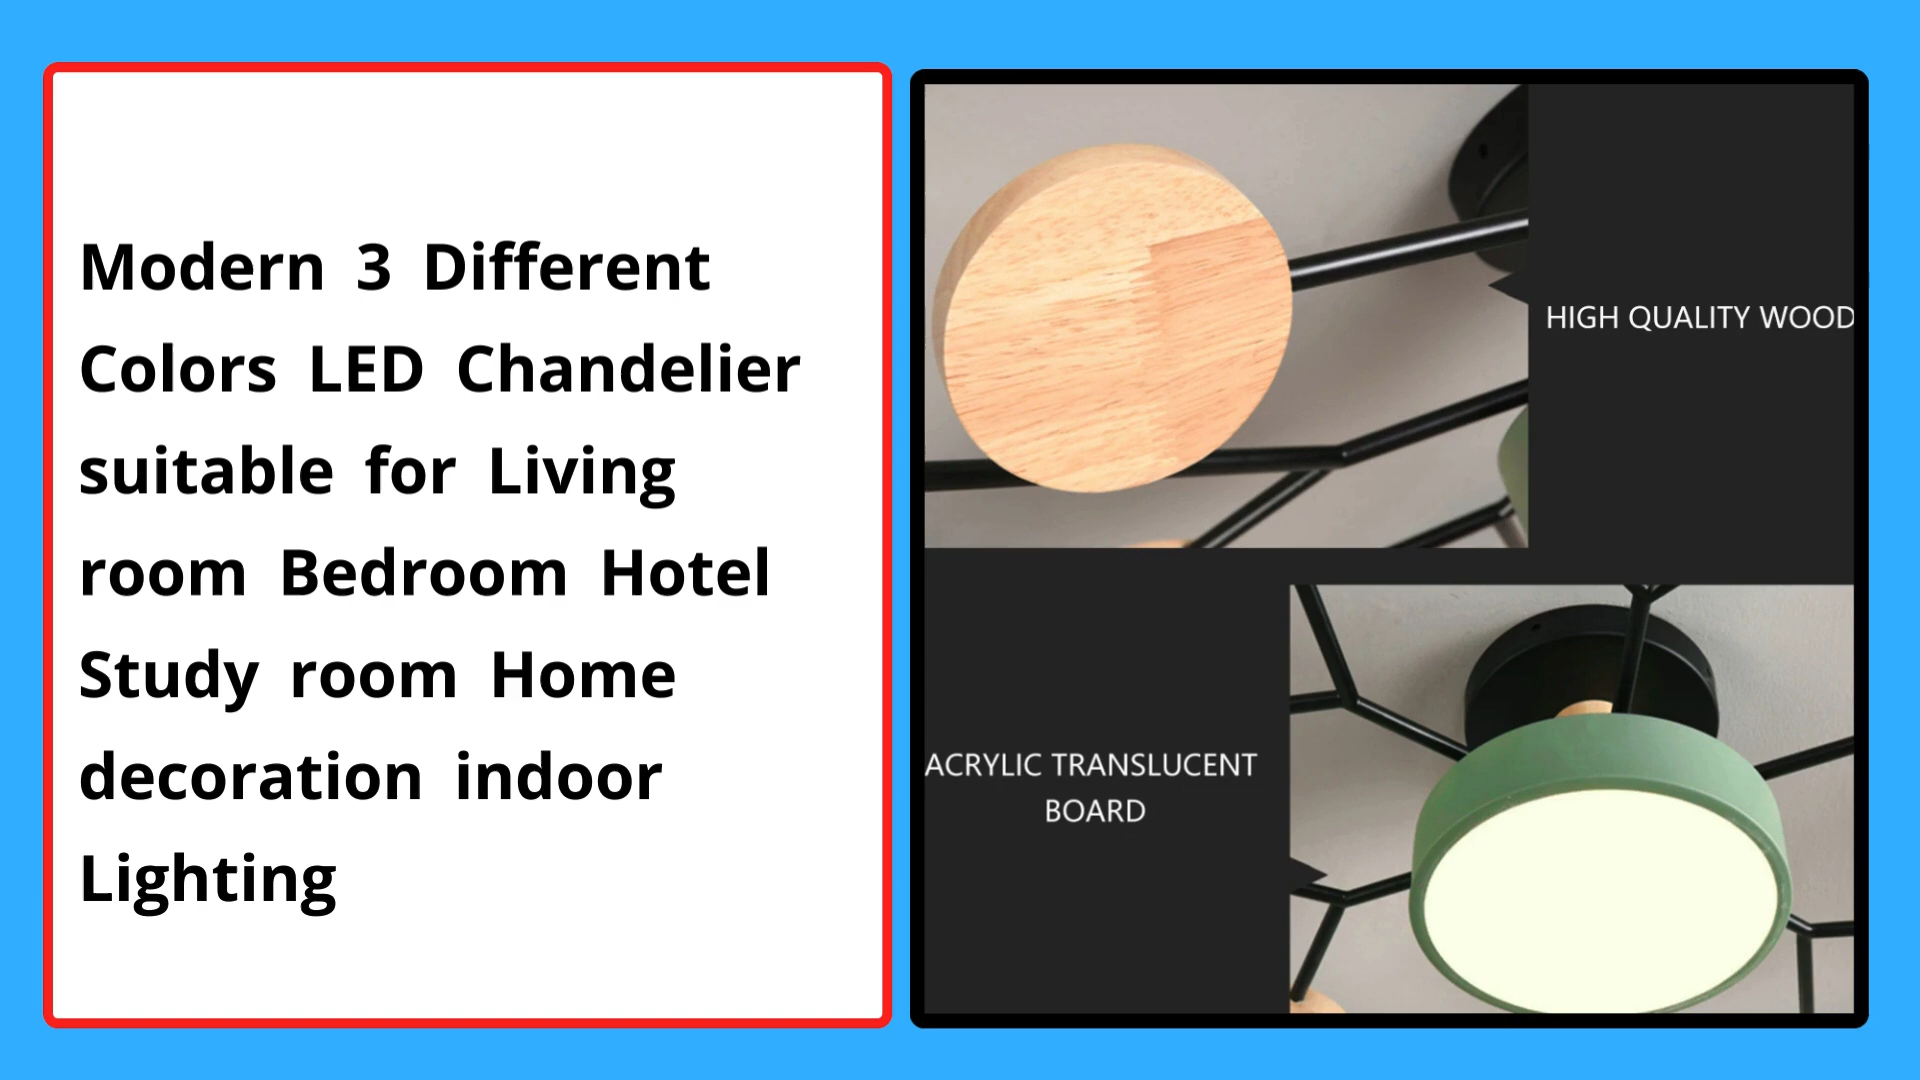 Modern 3 Different
Colors LED Chandelier
suitable for Living
room Bedroom Hotel
Study room Home
decoration indoor
Lighting
HIGH QUALITY WOOD
ACRYLIC TRANSLUCENT
BOARD